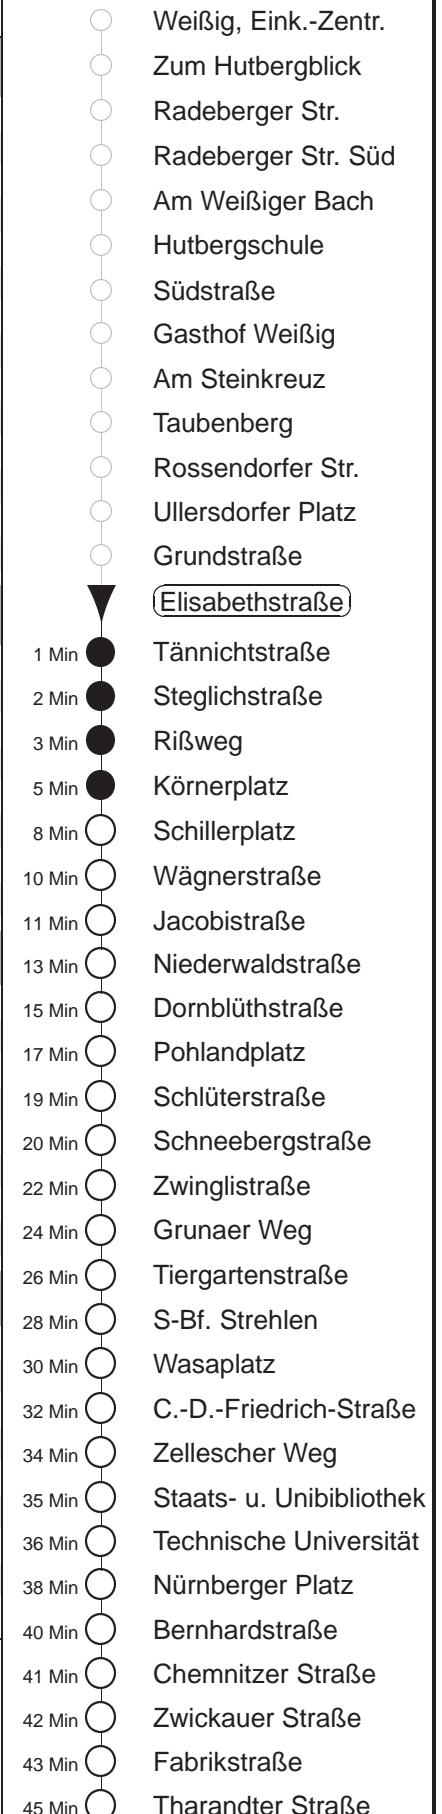 Weißig, Eink.-Zentr.
Zum Hutbergblick
Radeberger Str.
Radeberger Str. Süd
Am Weißiger Bach
Hutbergschule
Südstraße
Gasthof Weißig
Am Steinkreuz
Taubenberg
Rossendorfer Str.
Ullersdorfer Platz
Grundstraße
Elisabethstraße
1 Min Tännichtstraße
2 Min Steglichstraße
3 Min Rißweg
5 Min Körnerplatz
8 Min Schillerplatz
10 Min Wägnerstraße
11 Min Jacobistraße
13 Min Niederwaldstraße
15 Min Dornblüthstraße
17 Min Pohlandplatz
19 Min Schlüterstraße
20 Min Schneebergstraße
22 Min Zwinglistraße
24 Min Grunaer Weg
26 Min Tiergartenstraße
28 Min S-Bf. Strehlen
30 Min Wasaplatz
32 Min C.-D.-Friedrich-Straße
34 Min Zellescher Weg
35 Min Staats- u. Unibibliothek
36 Min Technische Universität
38 Min Nürnberger Platz
40 Min Bernhardstraße
41 Min Chemnitzer Straße
42 Min Zwickauer Straße
43 Min Fabrikstraße
45 Min Tharandter Straße